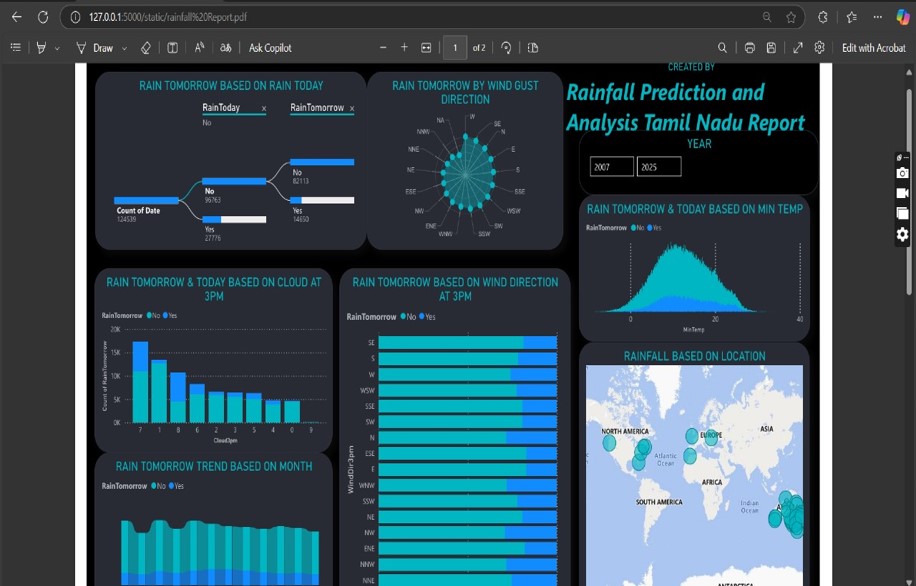 127.0.0.1:5000/static/rainfall%20Report.pdf
Draw
Ask Copilot
1 of 2
Edit with Acrobat
RAIN TOMORROW BASED ON RAIN TODAY
RainToday x
RainTomorrow x
No
Count of Date
124539
No
96763
Yes
27776
No
82113
Yes
14650
RAIN TOMORROW BY WIND GUST
DIRECTION
W
SE
N
E
S
SSE
WSW
SW
SSW
WNW
ENE
NW
ESE
NE
NNE
NNW
NA
CREATED BY
Rainfall Prediction and
Analysis Tamil Nadu Report
YEAR
2007
2025
RAIN TOMORROW & TODAY BASED ON MIN TEMP
RainTomorrow No Yes
0 20 40
MinTemp
RAIN TOMORROW & TODAY BASED ON CLOUD AT
3PM
RainTomorrow No Yes
Count of RainTomorrow
20K
15K
10K
5K
0K
7 1 8 6 2 3 5 4 0 9
Cloud3pm
RAIN TOMORROW BASED ON WIND DIRECTION
AT 3PM
RainTomorrow No Yes
WindDir3pm
SE
S
W
WSW
SSE
SW
N
ESE
E
WNW
SSW
NE
NW
ENE
NNW
NNE
RAINFALL BASED ON LOCATION
NORTH AMERICA
EUROPE
ASIA
Atlantic
Ocean
AFRICA
SOUTH AMERICA
Indian
Ocean
ANTARCTICA
RAIN TOMORROW TREND BASED ON MONTH
RainTomorrow No Yes